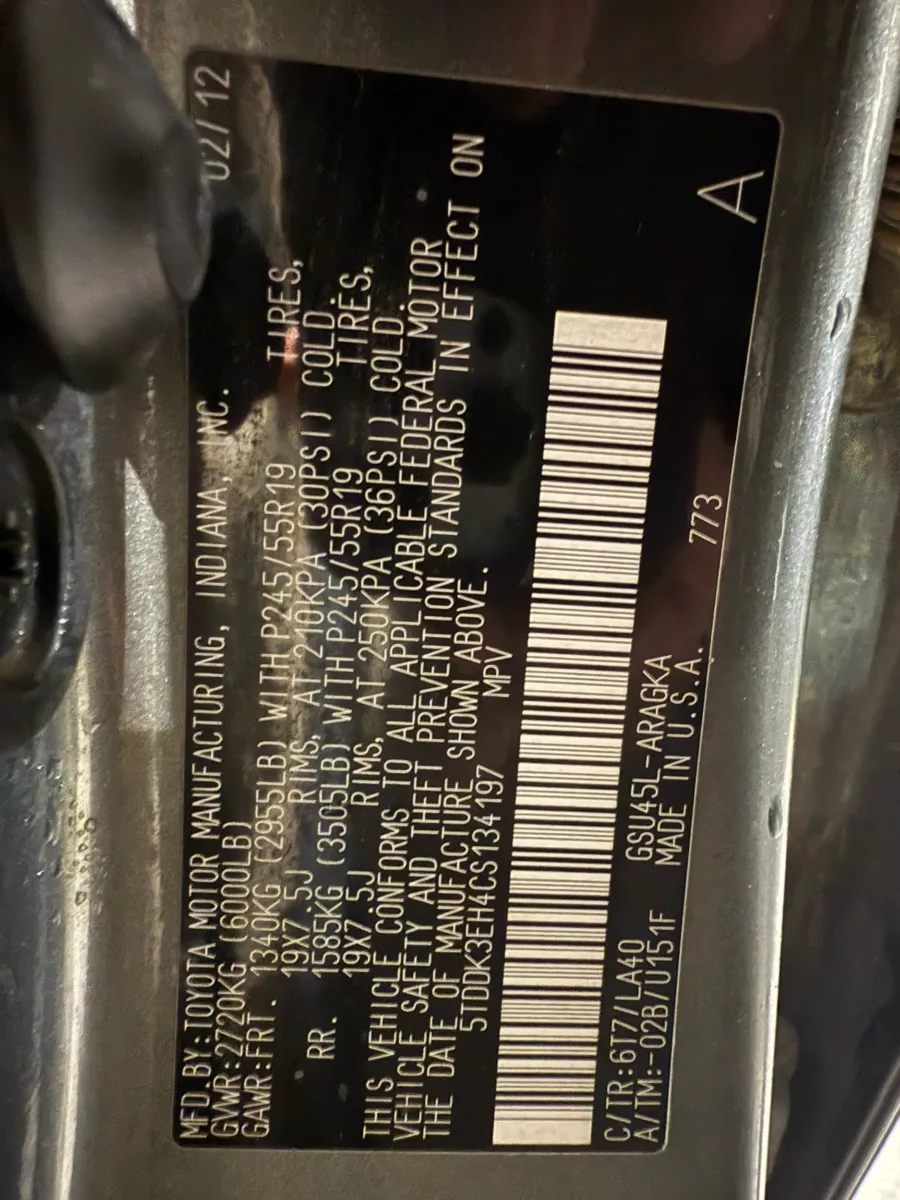 MFD.BY:TOYOTA MOTOR MANUFACTURING, INDIANA,INC. 02/12
GVWR:2720KG (6000LB)
GAWR:FRT. 1340KG (2955LB) WITH P245/55R19 TIRES,
19X7.5J RIMS, AT 210KPA (30PSI) COLD.
RR. 1585KG (3505LB) WITH P245/55R19 TIRES,
19X7.5J RIMS, AT 250KPA (36PSI) COLD.
THIS VEHICLE CONFORMS TO ALL APPLICABLE FEDERAL MOTOR
VEHICLE SAFETY AND THEFT PREVENTION STANDARDS IN EFFECT ON
THE DATE OF MANUFACTURE SHOWN ABOVE.
5TDDK3EH4CS134197 MPV
C/TR:6T7/LA40 GSU45L-ARAGKA
A/TM:-02B/U151F MADE IN U.S.A. 773
A